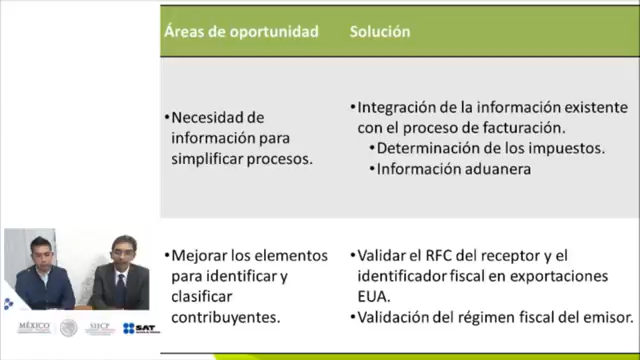 Áreas de oportunidad
Solución
•Necesidad de
información para
simplificar procesos.
•Integración de la información existente
con el proceso de facturación.
•Determinación de los impuestos.
•Información aduanera
•Mejorar los elementos
para identificar y
clasificar
contribuyentes.
•Validar el RFC del receptor y el
identificador fiscal en exportaciones
EUA.
•Validación del régimen fiscal del emisor.
MÉXICO
SHCP
SAT